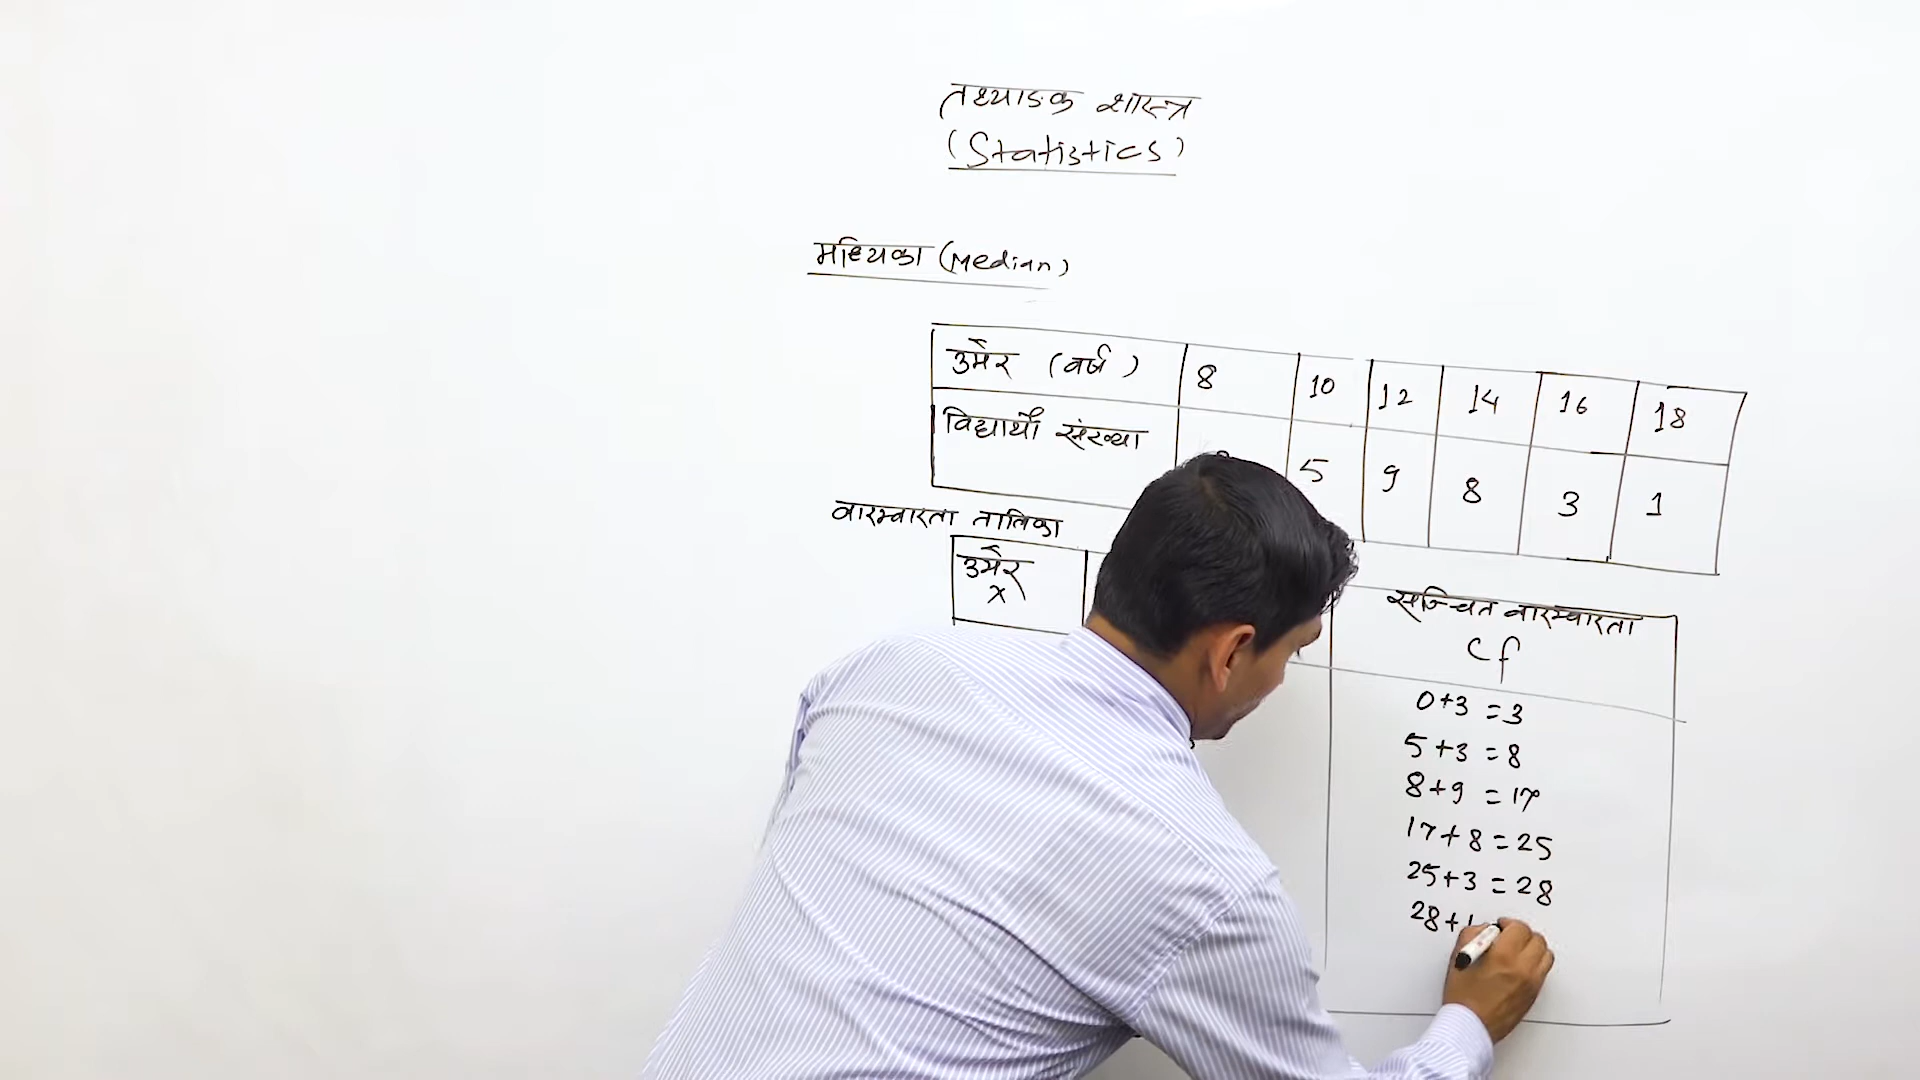 तथ्याङ्क शास्त्र
(Statistics)
मध्यिका (Median)
उमेर (वर्ष) 8 10 12 14 16 18
विद्यार्थी संख्या 5 9 8 3 1
वारम्वारता तालिका
उमेर
x
सञ्चित वारम्वारता
cf
0+3 =3
5+3 =8
8+9 =17
17+8=25
25+3 =28
28+1